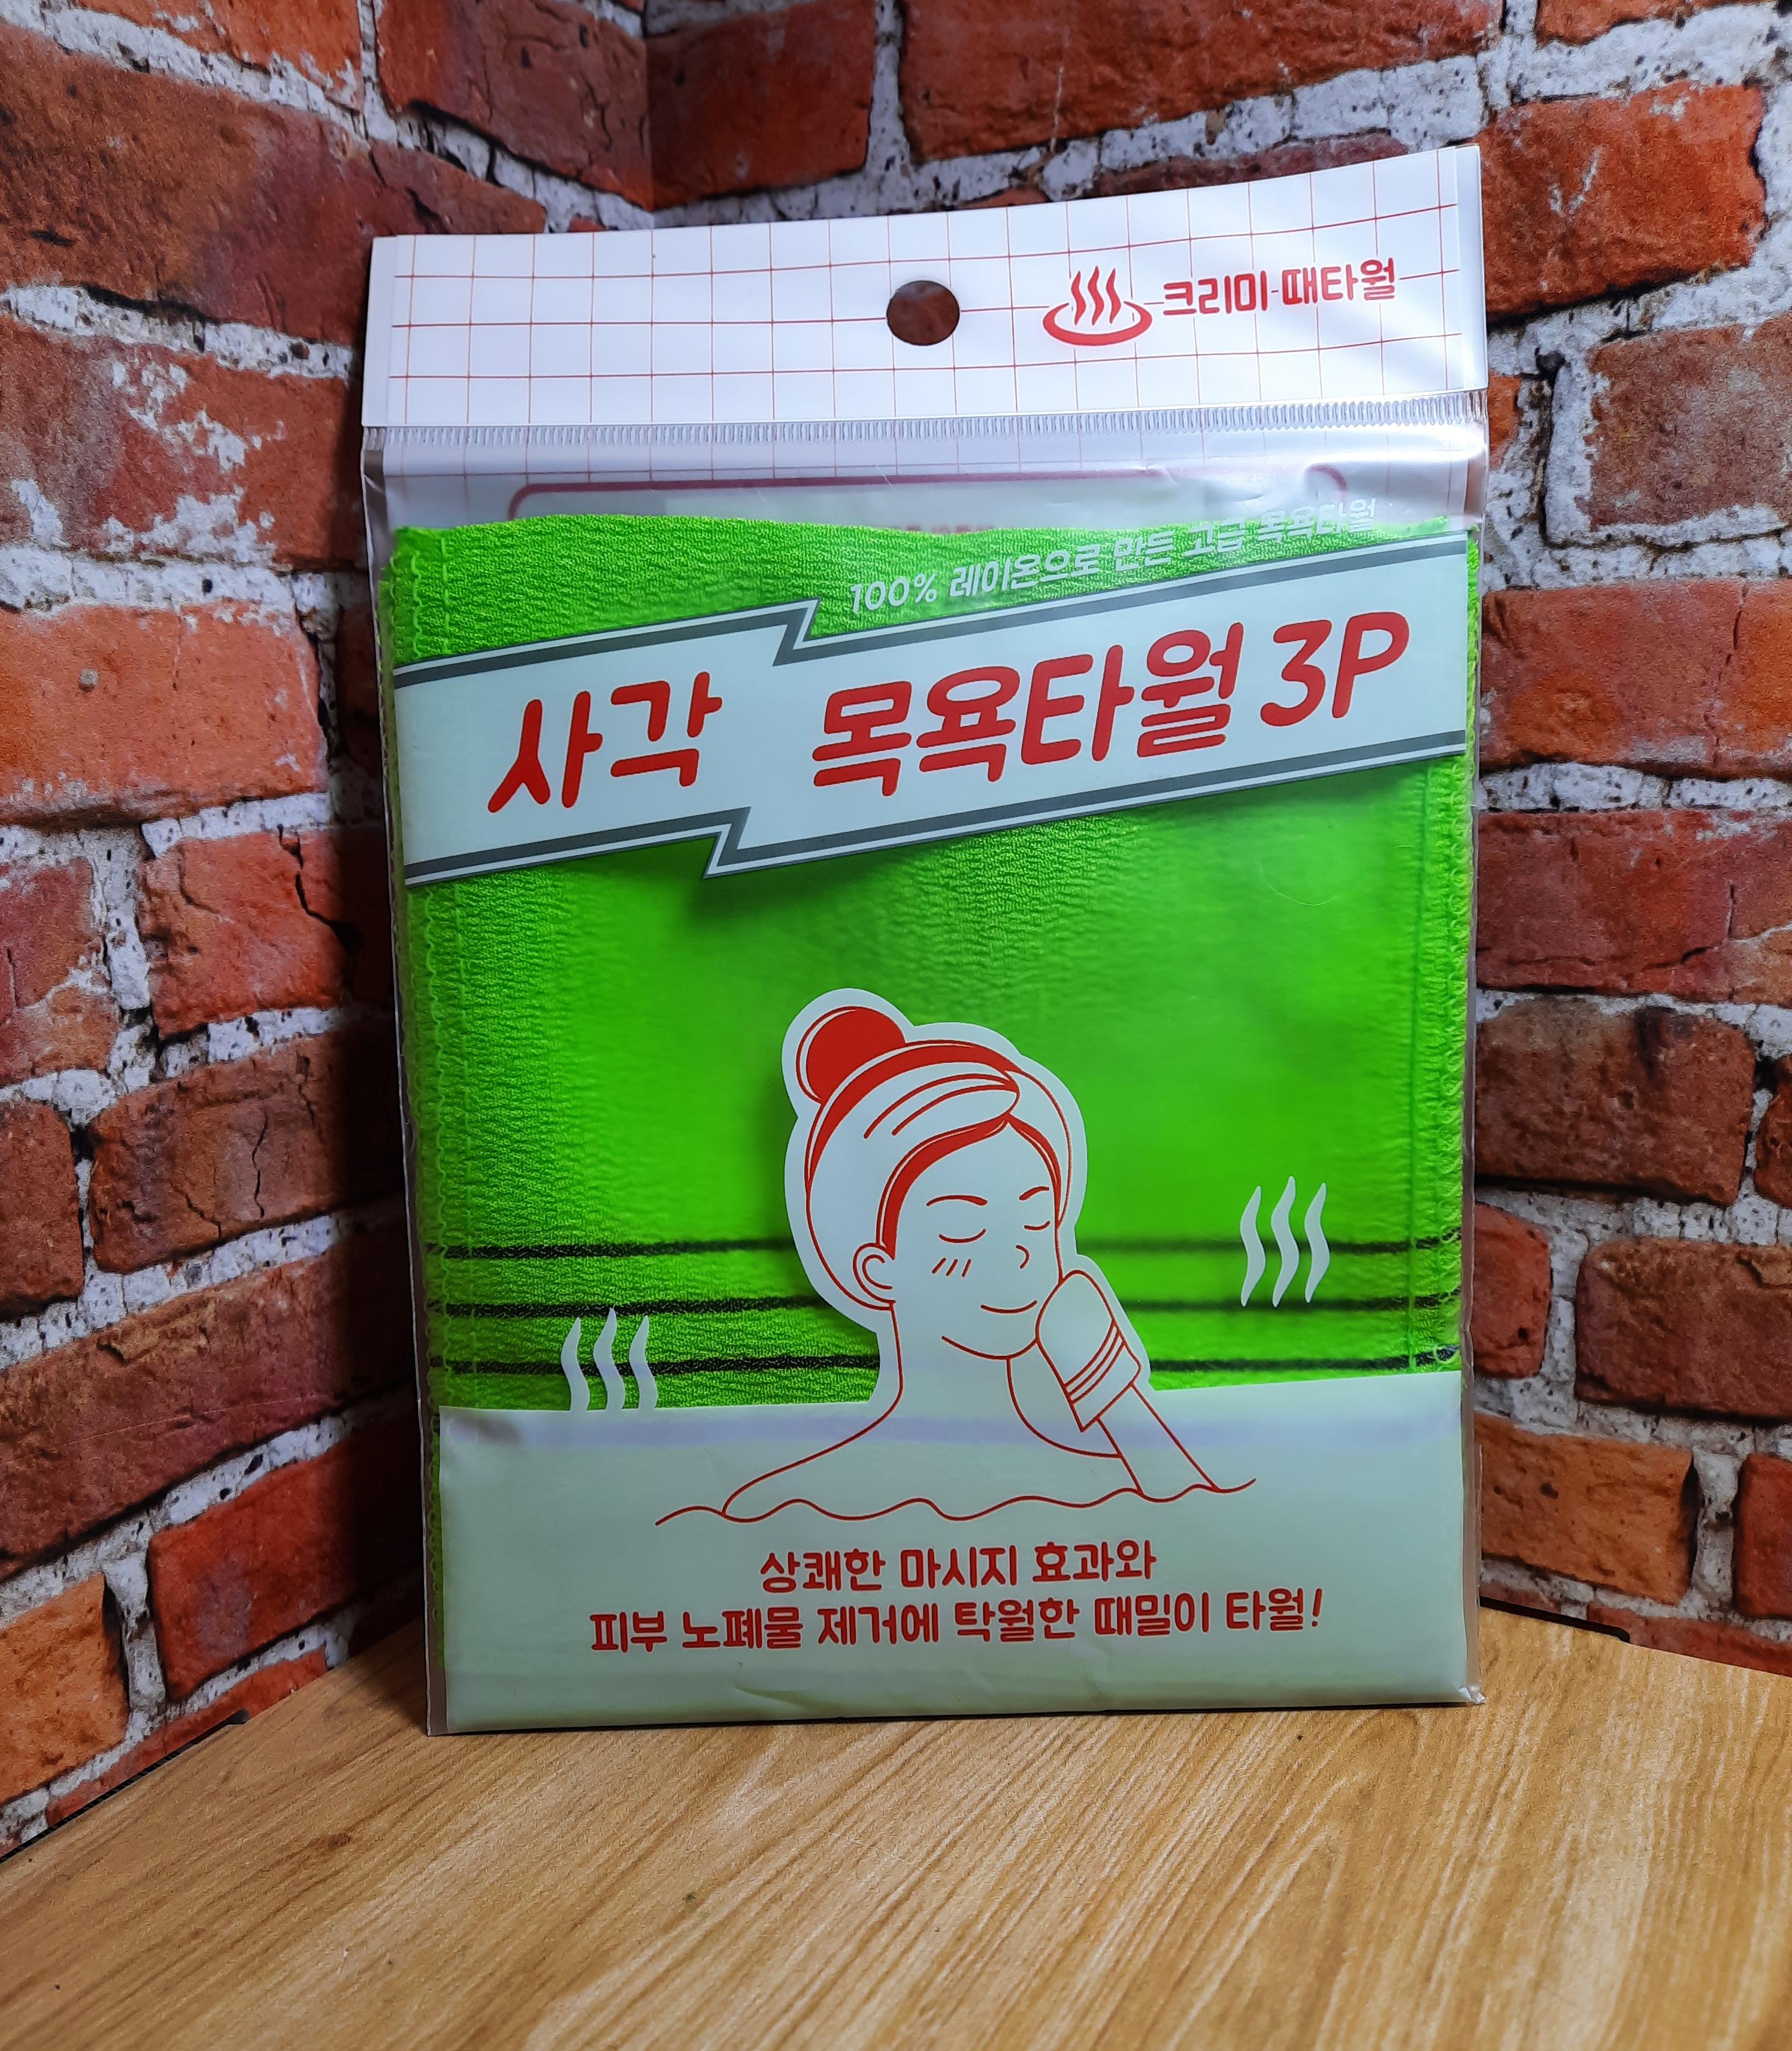 크리미 때타월
100% 레이온으로 만든 고급 목욕타월
사각 목욕타월 3P
상쾌한 마시지 효과와
피부 노폐물 제거에 탁월한 때밀이 타월!